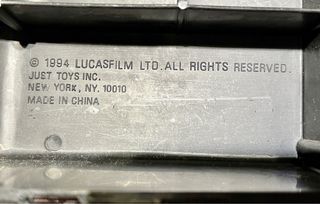 © 1994 LUCASFILM LTD. ALL RIGHTS RESERVED.
JUST TOYS INC.
NEW YORK, NY. 10010
MADE IN CHINA